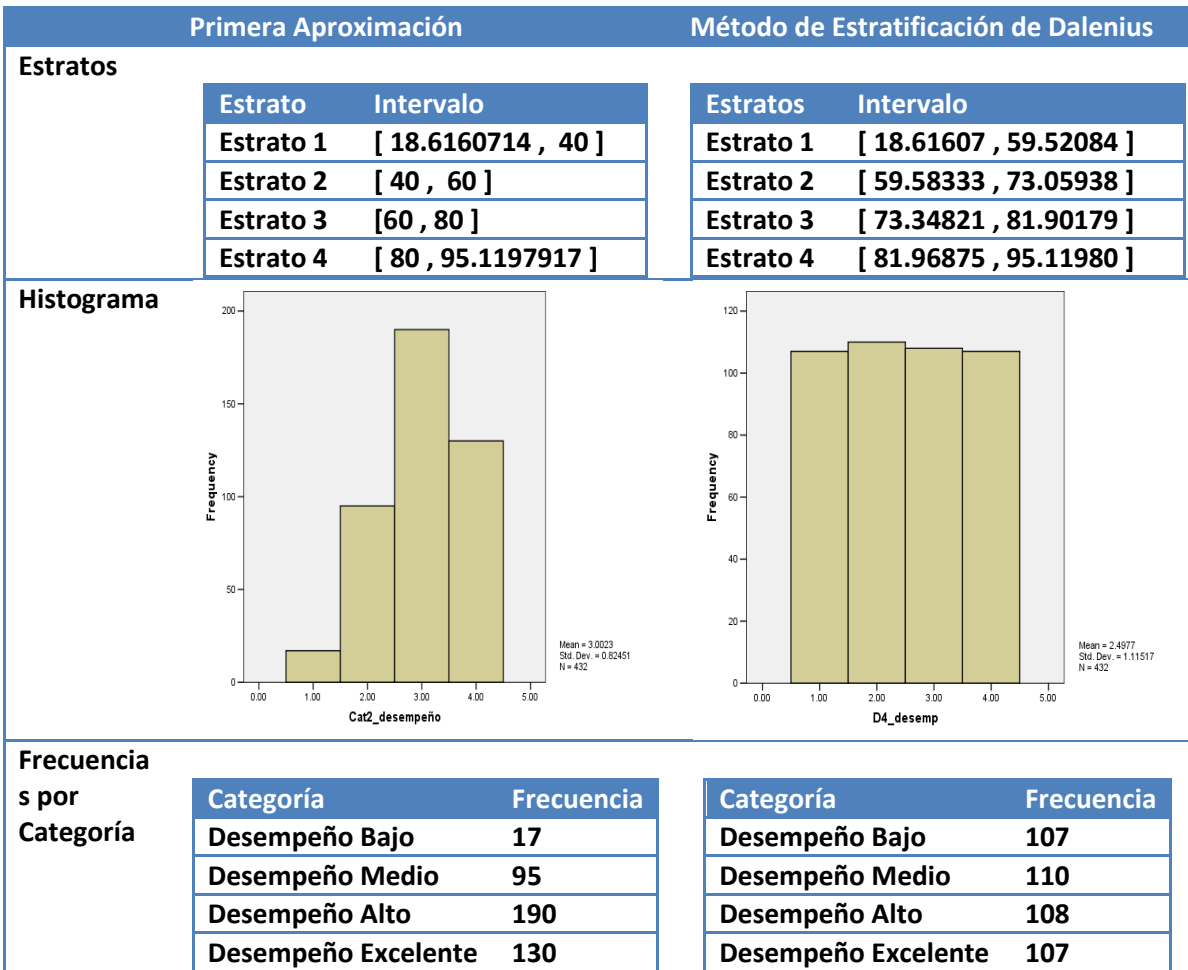 Primera Aproximación Método de Estratificación de Dalenius
Estratos
Estrato Intervalo
Estrato 1 [ 18.6160714 , 40 ]
Estrato 2 [ 40 , 60 ]
Estrato 3 [60 , 80 ]
Estrato 4 [ 80 , 95.1197917 ]
Estratos Intervalo
Estrato 1 [ 18.61607 , 59.52084 ]
Estrato 2 [ 59.58333 , 73.05938 ]
Estrato 3 [ 73.34821 , 81.90179 ]
Estrato 4 [ 81.96875 , 95.11980 ]
Histograma
200
150
100
50
0
Frequency
0.00 1.00 2.00 3.00 4.00 5.00
Cat2_desempeño
Mean = 3.0023
Std. Dev. = 0.82451
N = 432
120
100
80
60
40
20
0
Frequency
0.00 1.00 2.00 3.00 4.00 5.00
D4_desemp
Mean = 2.4977
Std. Dev. = 1.11517
N = 432
Frecuencia
s por
Categoría
Categoría Frecuencia
Desempeño Bajo 17
Desempeño Medio 95
Desempeño Alto 190
Desempeño Excelente 130
Categoría Frecuencia
Desempeño Bajo 107
Desempeño Medio 110
Desempeño Alto 108
Desempeño Excelente 107